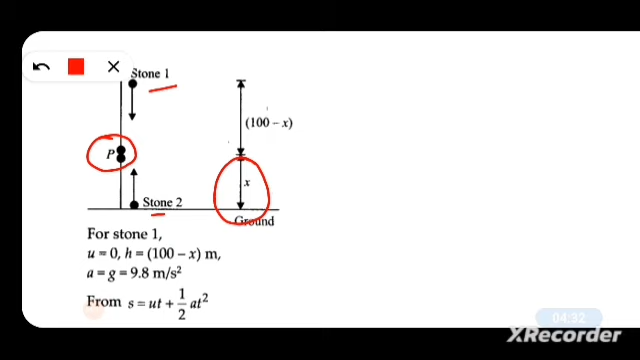 Stone 1
(100 – x)
P
x
Stone 2
Ground
For stone 1,
u = 0, h = (100 – x) m,
a = g = 9.8 m/s²
From s = ut + 1/2 at²
04:32
XRecorder